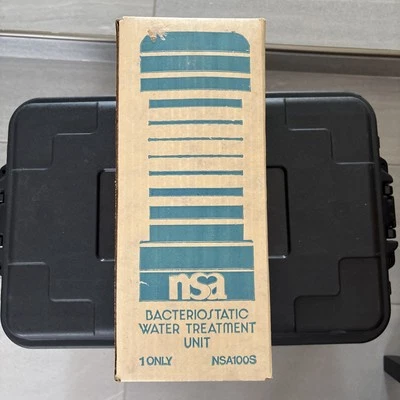 nsa
BACTERIOSTATIC
WATER TREATMENT
UNIT
1 ONLY NSA100S